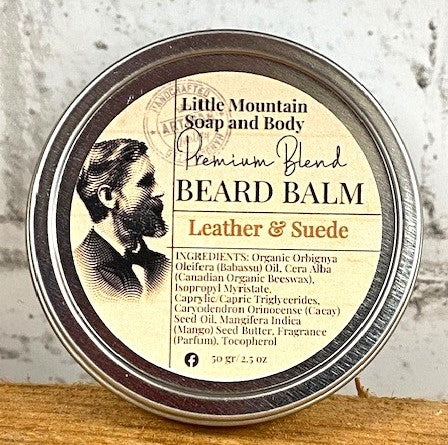 HANDCRAFTED
ARTISAN
Little Mountain
Soap and Body
Premium Blend
BEARD BALM
Leather & Suede
INGREDIENTS: Organic Orbignya
Oleifera (Babassu) Oil, Cera Alba
(Canadian Organic Beeswax),
Isopropyl Myristate,
Caprylic/Capric Triglycerides,
Caryodendron Orinocense (Cacay)
Seed Oil, Mangifera Indica
(Mango) Seed Butter, Fragrance
(Parfum), Tocopherol
50 gr/ 2.5 oz